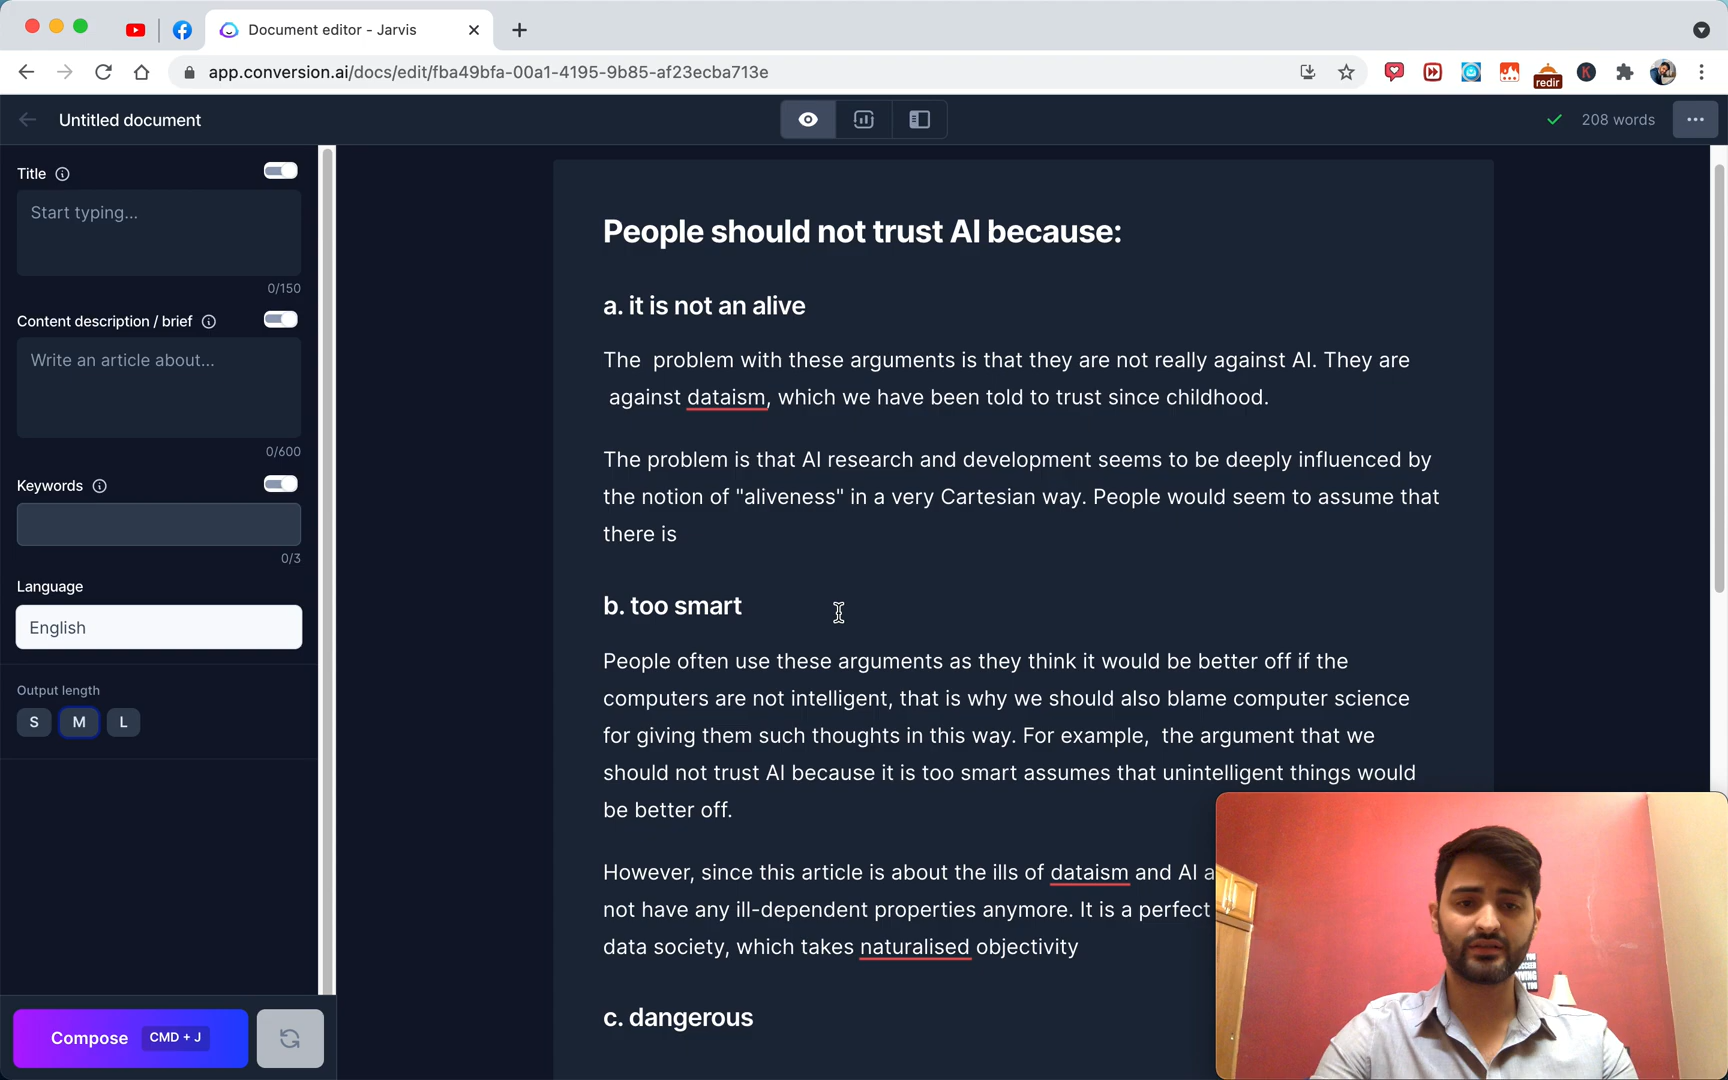 Document editor - Jarvis
app.conversion.ai/docs/edit/fba49bfa-00a1-4195-9b85-af23ecba713e
redir
K
Untitled document
208 words
Title
Start typing...
0/150
Content description / brief
Write an article about...
0/600
Keywords
0/3
Language
English
Output length
S M L
Compose CMD + J
People should not trust AI because:
a. it is not an alive
The  problem with these arguments is that they are not really against AI. They are
against dataism, which we have been told to trust since childhood.
The problem is that AI research and development seems to be deeply influenced by
the notion of "aliveness" in a very Cartesian way. People would seem to assume that
there is
b. too smart
People often use these arguments as they think it would be better off if the
computers are not intelligent, that is why we should also blame computer science
for giving them such thoughts in this way. For example,  the argument that we
should not trust AI because it is too smart assumes that unintelligent things would
be better off.
However, since this article is about the ills of dataism and AI a
not have any ill-dependent properties anymore. It is a perfect
data society, which takes naturalised objectivity
c. dangerous